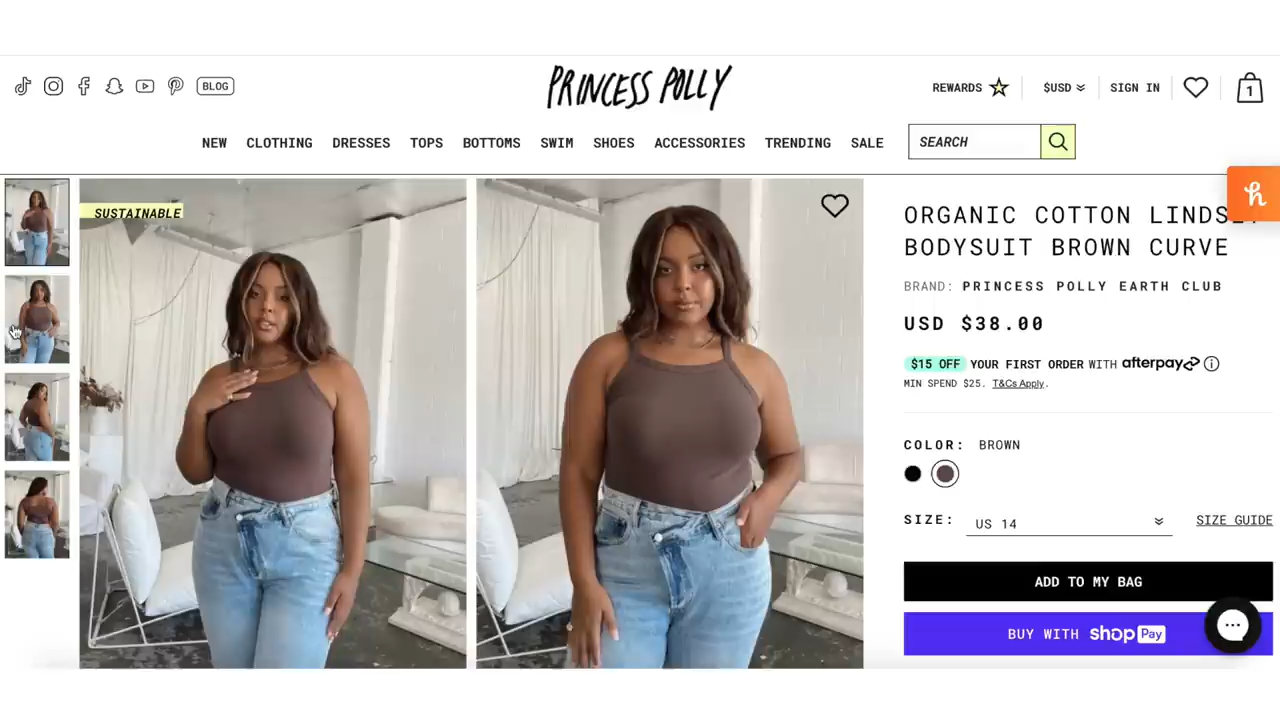 BLOG
PRINCESS POLLY
REWARDS
$USD
SIGN IN
1
NEW CLOTHING DRESSES TOPS BOTTOMS SWIM SHOES ACCESSORIES TRENDING SALE
SEARCH
SUSTAINABLE
h
ORGANIC COTTON
BODYSUIT BROWN CURVE
BRAND: PRINCESS POLLY EARTH CLUB
USD $38.00
$15 OFF YOUR FIRST ORDER WITH afterpay
MIN SPEND $25. T&Cs Apply.
COLOR: BROWN
SIZE: US 14 SIZE GUIDE
ADD TO MY BAG
BUY WITH shop Pay